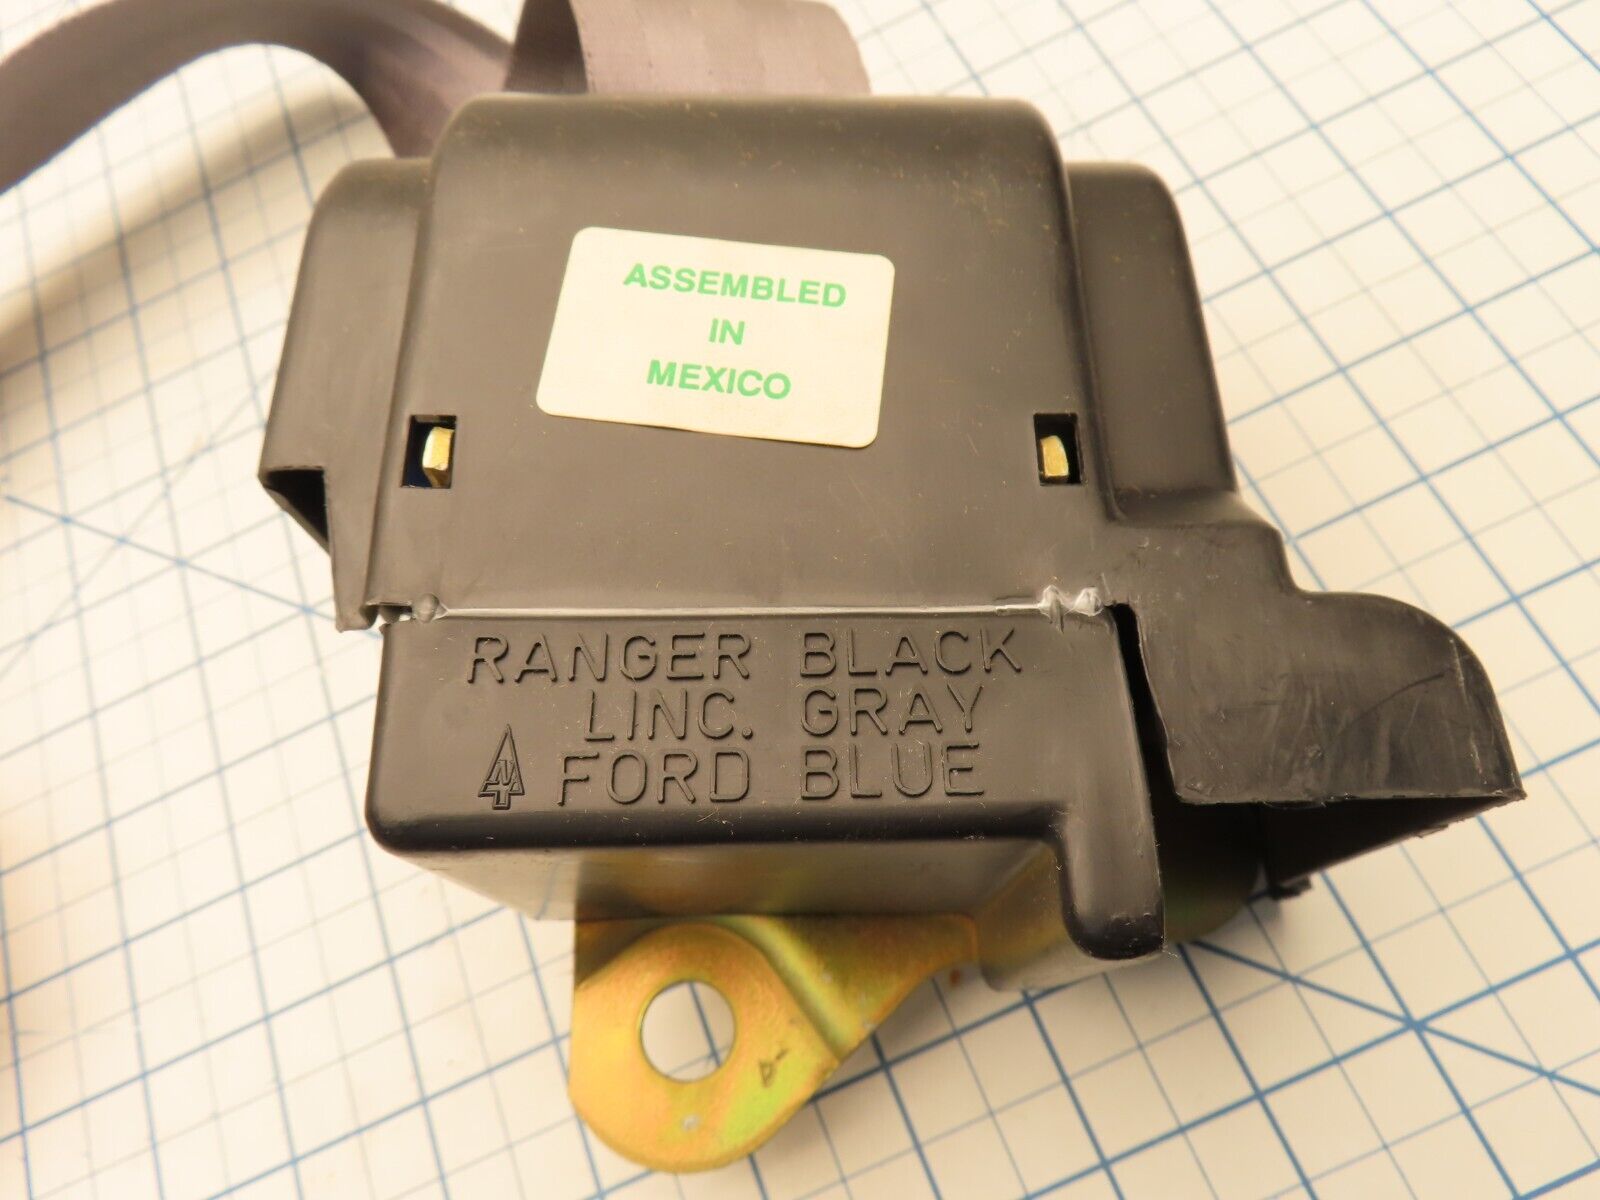 ASSEMBLED
IN
MEXICO
RANGER BLACK
LINC. GRAY
FORD BLUE